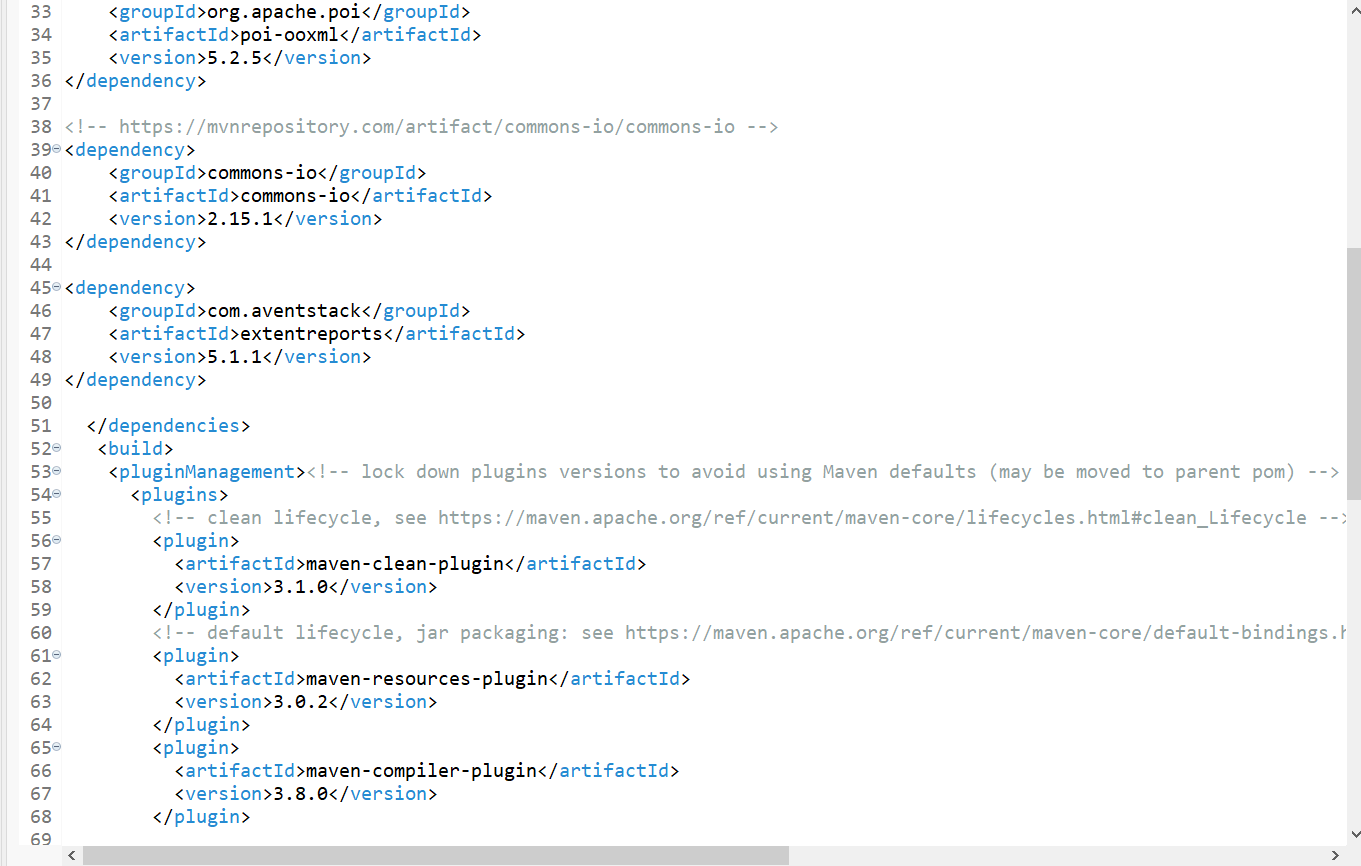 33 <groupId>org.apache.poi</groupId>
34 <artifactId>poi-ooxml</artifactId>
35 <version>5.2.5</version>
36 </dependency>
37
38 <!-- https://mvnrepository.com/artifact/commons-io/commons-io -->
39 <dependency>
40 <groupId>commons-io</groupId>
41 <artifactId>commons-io</artifactId>
42 <version>2.15.1</version>
43 </dependency>
44
45 <dependency>
46 <groupId>com.aventstack</groupId>
47 <artifactId>extentreports</artifactId>
48 <version>5.1.1</version>
49 </dependency>
50
51 </dependencies>
52 <build>
53 <pluginManagement><!-- lock down plugins versions to avoid using Maven defaults (may be moved to parent pom) -->
54 <plugins>
55 <!-- clean lifecycle, see https://maven.apache.org/ref/current/maven-core/lifecycles.html#clean_Lifecycle -->
56 <plugin>
57 <artifactId>maven-clean-plugin</artifactId>
58 <version>3.1.0</version>
59 </plugin>
60 <!-- default lifecycle, jar packaging: see https://maven.apache.org/ref/current/maven-core/default-bindings.h
61 <plugin>
62 <artifactId>maven-resources-plugin</artifactId>
63 <version>3.0.2</version>
64 </plugin>
65 <plugin>
66 <artifactId>maven-compiler-plugin</artifactId>
67 <version>3.8.0</version>
68 </plugin>
69